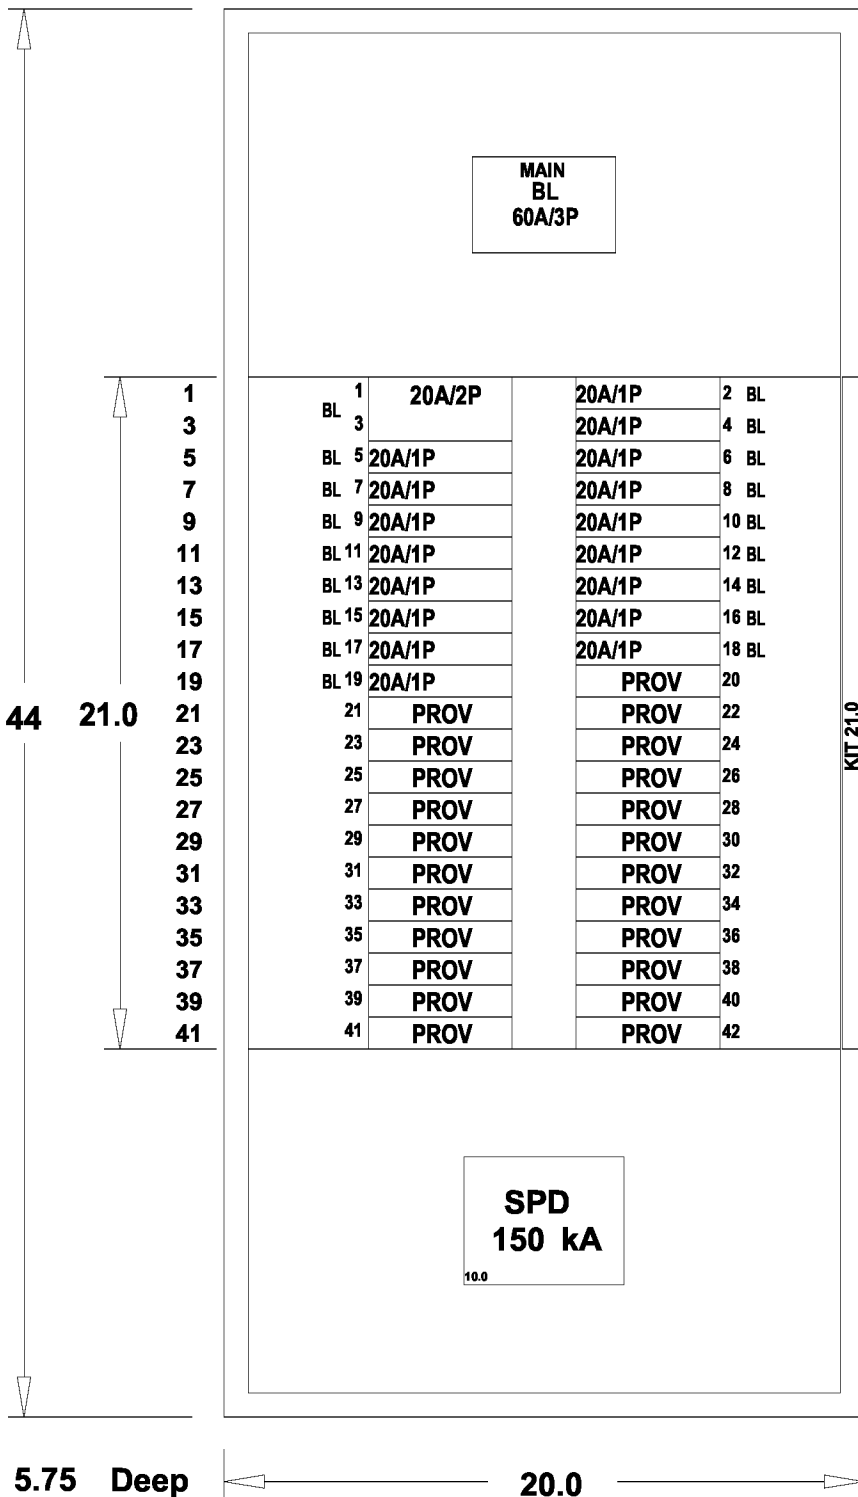 MAIN
BL
60A/3P
1 1 20A/2P 20A/1P 2 BL
BL
3 3 20A/1P 4 BL
5 BL 5 20A/1P 20A/1P 6 BL
7 BL 7 20A/1P 20A/1P 8 BL
9 BL 9 20A/1P 20A/1P 10 BL
11 BL 11 20A/1P 20A/1P 12 BL
13 BL 13 20A/1P 20A/1P 14 BL
15 BL 15 20A/1P 20A/1P 16 BL
17 BL 17 20A/1P 20A/1P 18 BL
19 BL 19 20A/1P PROV 20
44 21.0 21 21 PROV PROV 22
KIT 21.0
23 23 PROV PROV 24
25 25 PROV PROV 26
27 27 PROV PROV 28
29 29 PROV PROV 30
31 31 PROV PROV 32
33 33 PROV PROV 34
35 35 PROV PROV 36
37 37 PROV PROV 38
39 39 PROV PROV 40
41 41 PROV PROV 42
SPD
150 kA
10.0
5.75 Deep 20.0